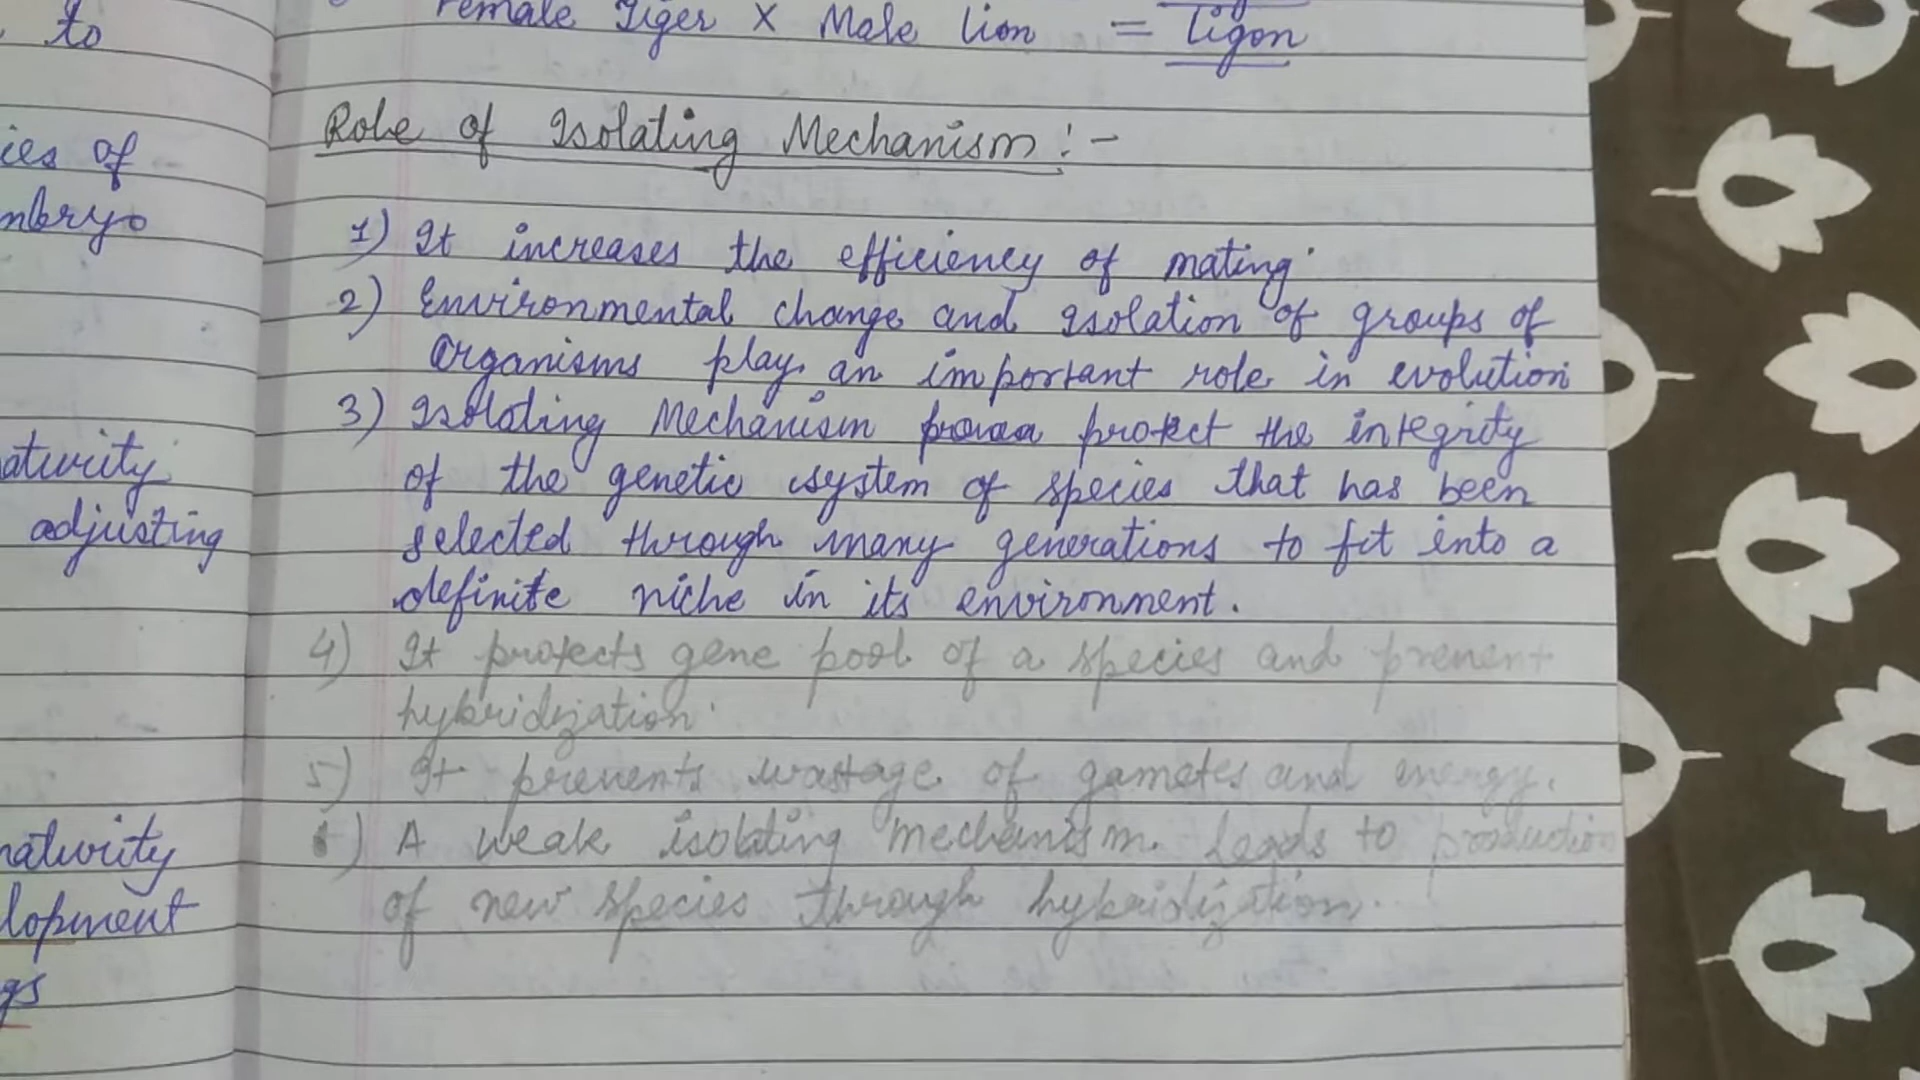 to
ies of
mbryo
aturity
adjusting
naturity
lopment
gs
Female Tiger X Male lion = Tigon
Role of Isolating Mechanism :-
1) It increases the efficiency of mating.
2) Environmental change and isolation of groups of
organisms play an important role in evolution
3) Isolating Mechanism protect the integrity
of the genetic system of species that has been
selected through many generations to fit into a
definite niche in its environment.
4) It protects gene pool of a species and prevent
hybridization.
5) It prevents wastage of gametes and energy.
6) A weak isolating mechanism leads to production
of new species through hybridization.